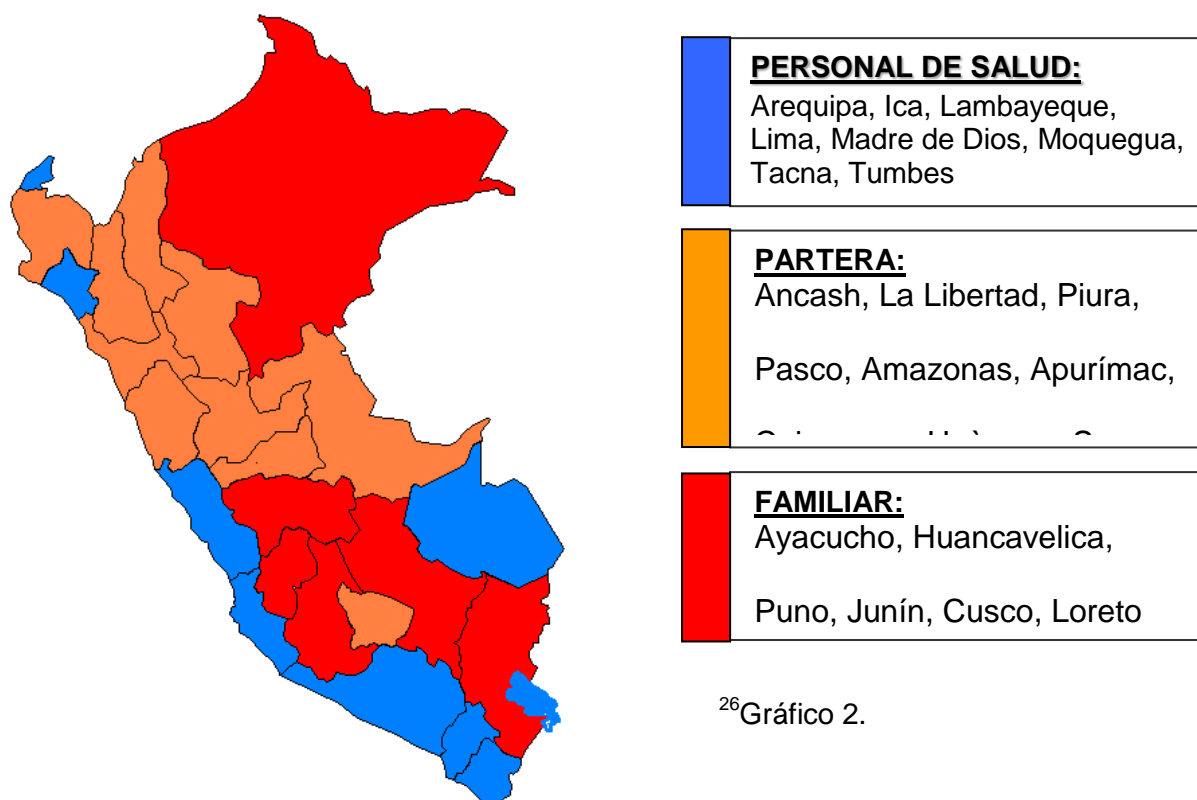 PERSONAL DE SALUD:
Arequipa, Ica, Lambayeque,
Lima, Madre de Dios, Moquegua,
Tacna, Tumbes
PARTERA:
Ancash, La Libertad, Piura,
Pasco, Amazonas, Apurímac,
FAMILIAR:
Ayacucho, Huancavelica,
Puno, Junín, Cusco, Loreto
26Gráfico 2.